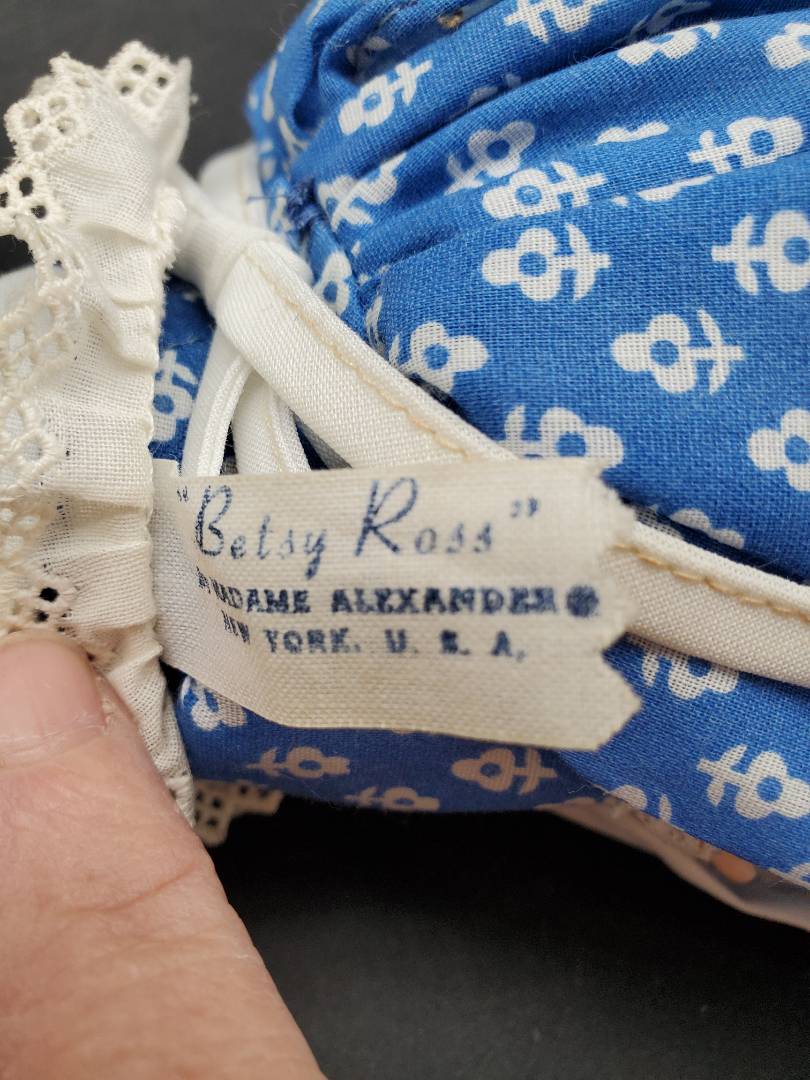 "Betsy Ross"
MADAME ALEXANDER®
NEW YORK. U. S. A.